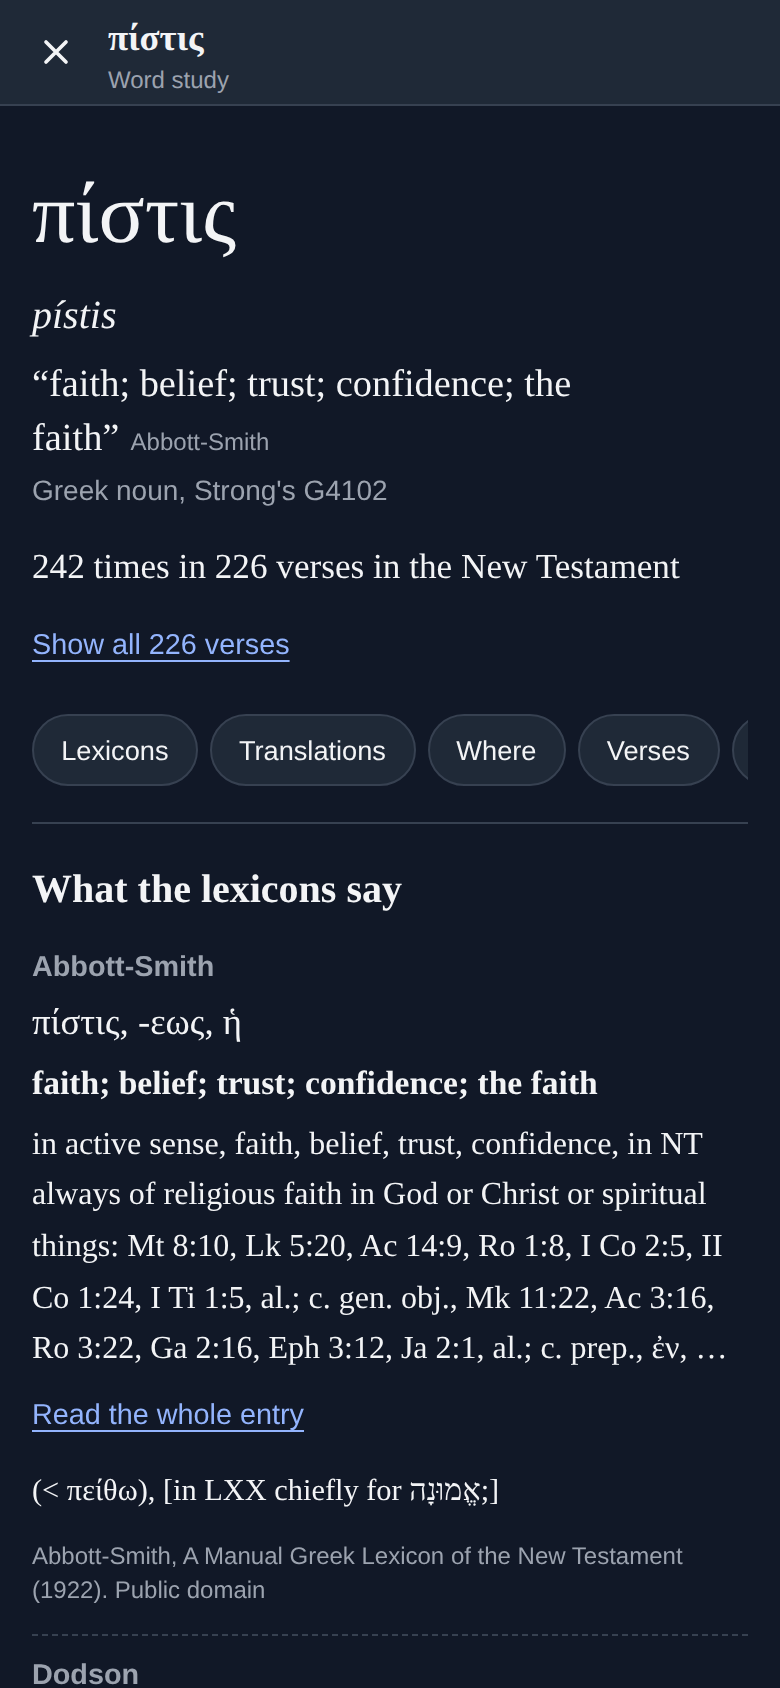 πίστις
Word study
πίστις
pístis
“faith; belief; trust; confidence; the
faith” Abbott-Smith
Greek noun, Strong's G4102
242 times in 226 verses in the New Testament
Show all 226 verses
Lexicons Translations Where Verses
What the lexicons say
Abbott-Smith
πίστις, -εως, ἡ
faith; belief; trust; confidence; the faith
in active sense, faith, belief, trust, confidence, in NT
always of religious faith in God or Christ or spiritual
things: Mt 8:10, Lk 5:20, Ac 14:9, Ro 1:8, I Co 2:5, II
Co 1:24, I Ti 1:5, al.; c. gen. obj., Mk 11:22, Ac 3:16,
Ro 3:22, Ga 2:16, Eph 3:12, Ja 2:1, al.; c. prep., ἐν, …
Read the whole entry
(< πείθω), [in LXX chiefly for אֱמוּנָה;]
Abbott-Smith, A Manual Greek Lexicon of the New Testament
(1922). Public domain
Dodson